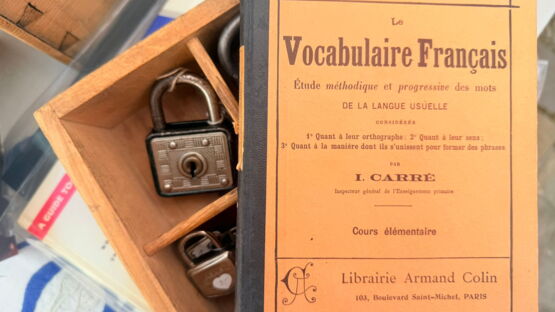 Le
Vocabulaire Français
Étude méthodique et progressive des mots
DE LA LANGUE USUELLE
CONSIDÉRÉE
1° Quant à leur orthographe; 2° Quant à leur sens;
3° Quant à la manière dont ils s'unissent pour former des phrases
PAR
I. CARRÉ
Inspecteur général de l'Enseignement primaire
Cours élémentaire
Librairie Armand Colin
103, Boulevard Saint-Michel, PARIS
A GUIDE TO